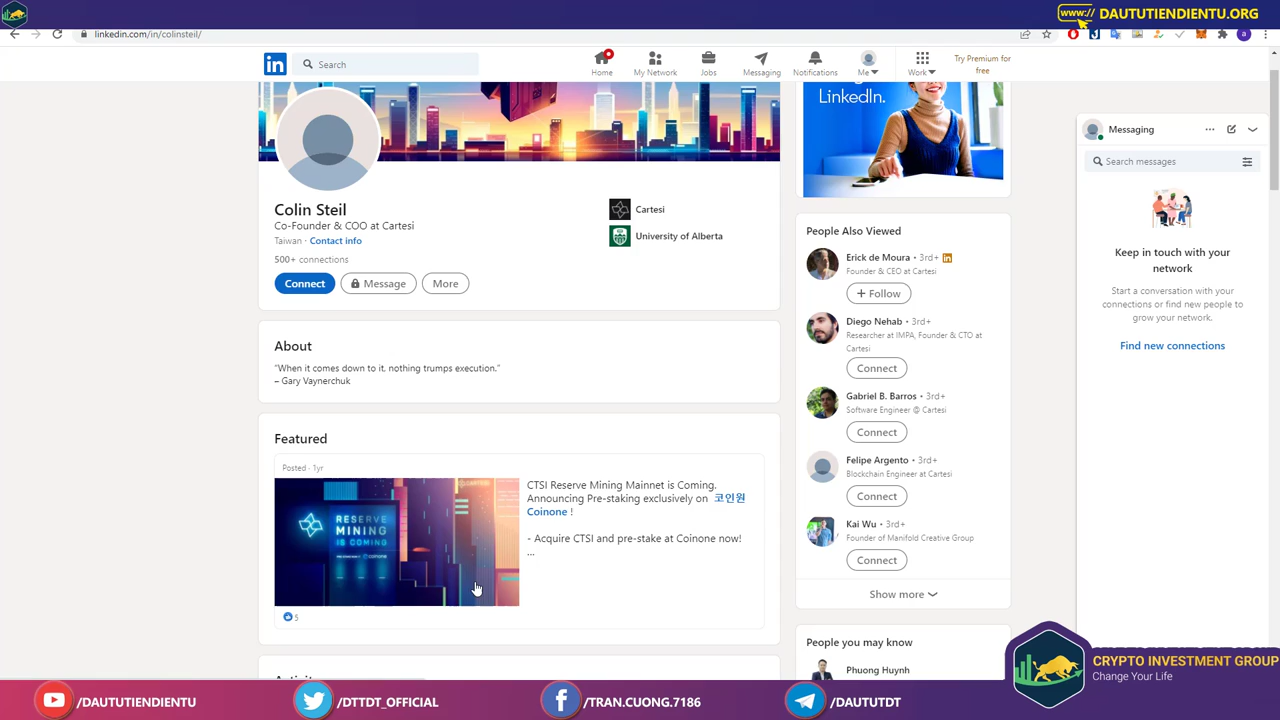 www:// DAUTUTIENDIENTU.ORG
linkedin.com/in/colinsteil/
Search
Home
My Network
Jobs
Messaging
Notifications
Me
Work
Try Premium for
free
LinkedIn.
Colin Steil
Co-Founder & COO at Cartesi
Taiwan · Contact info
500+ connections
Connect
Message
More
Cartesi
University of Alberta
About
"When it comes down to it, nothing trumps execution."
– Gary Vaynerchuk
Featured
Posted · 1yr
RESERVE
MINING
IS COMING
coinone
CTSI Reserve Mining Mainnet is Coming.
Announcing Pre-staking exclusively on 코인원
Coinone !
- Acquire CTSI and pre-stake at Coinone now!
...
5
People Also Viewed
Erick de Moura · 3rd+ in
Founder & CEO at Cartesi
+ Follow
Diego Nehab · 3rd+
Researcher at IMPA, Founder & CTO at
Cartesi
Connect
Gabriel B. Barros · 3rd+
Software Engineer @ Cartesi
Connect
Felipe Argento · 3rd+
Blockchain Engineer at Cartesi
Connect
Kai Wu · 3rd+
Founder of Manifold Creative Group
Connect
Show more
People you may know
Phuong Huynh
Messaging
Search messages
Keep in touch with your
network
Start a conversation with your
connections or find new people to
grow your network.
Find new connections
CRYPTO INVESTMENT GROUP
Change Your Life
/DAUTUTIENDIENTU
/DTTDT_OFFICIAL
/TRAN.CUONG.7186
/DAUTUTDT